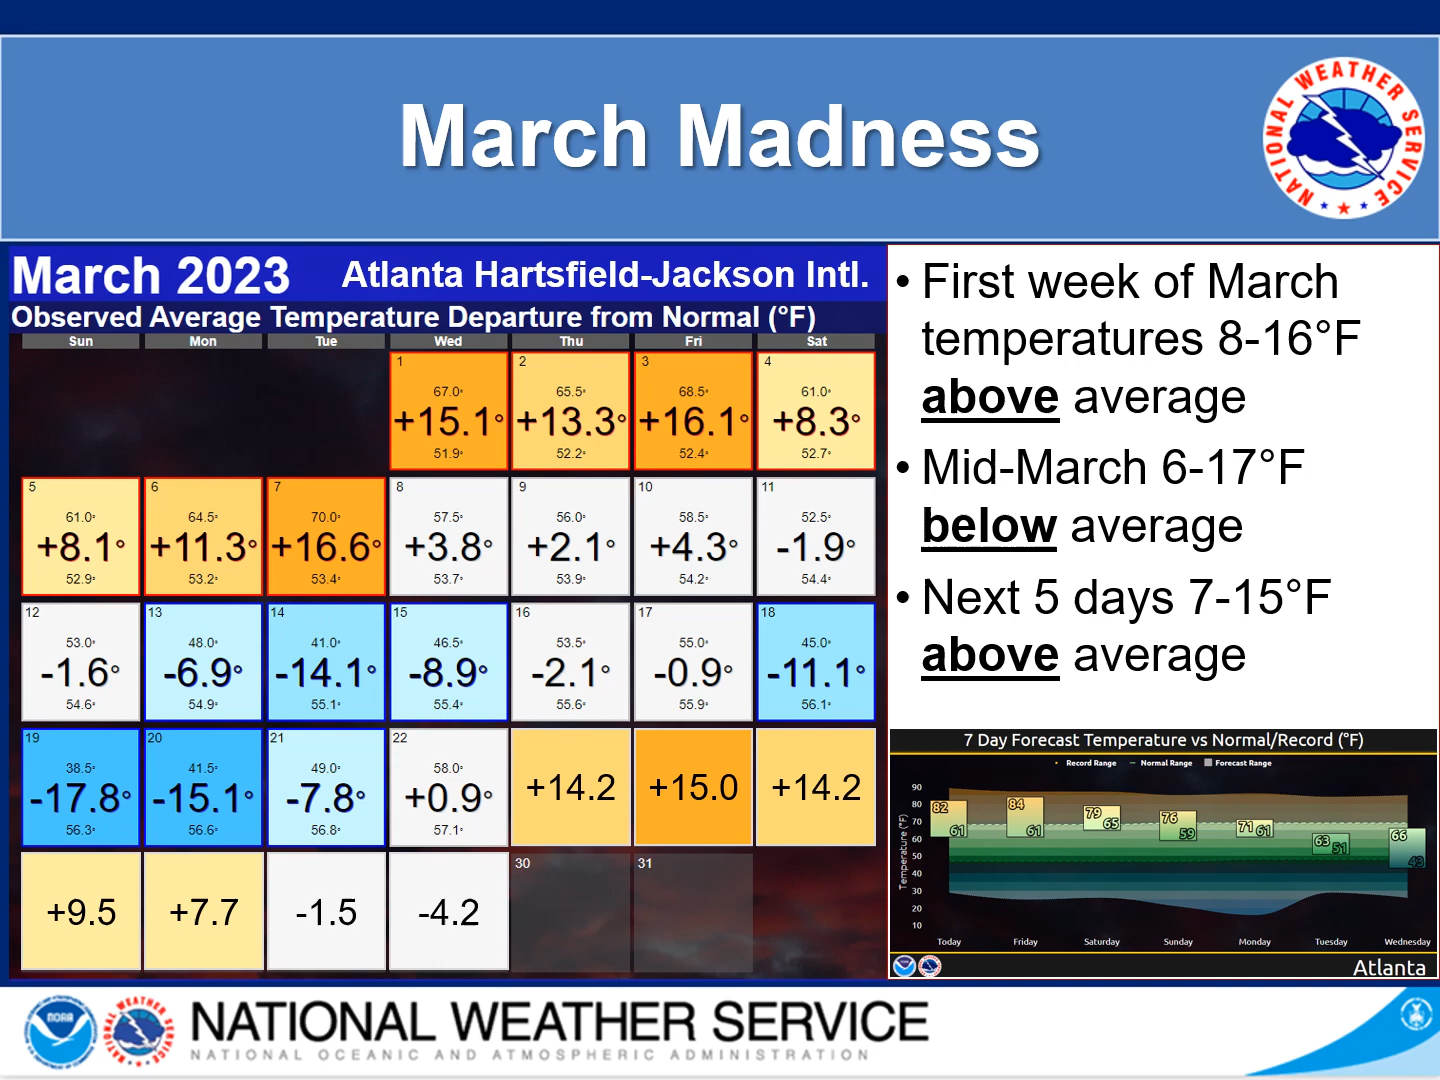 March Madness
NATIONAL WEATHER SERVICE
March 2023 Atlanta Hartsfield-Jackson Intl.
Observed Average Temperature Departure from Normal (°F)
Sun Mon Tue Wed Thu Fri Sat
1 2 3 4
67.0° 65.5° 68.5° 61.0°
+15.1° +13.3° +16.1° +8.3°
51.9° 52.2° 52.4° 52.7°
5 6 7 8 9 10 11
61.0° 64.5° 70.0° 57.5° 56.0° 58.5° 52.5°
+8.1° +11.3° +16.6° +3.8° +2.1° +4.3° -1.9°
52.9° 53.2° 53.4° 53.7° 53.9° 54.2° 54.4°
12 13 14 15 16 17 18
53.0° 48.0° 41.0° 46.5° 53.5° 55.0° 45.0°
-1.6° -6.9° -14.1° -8.9° -2.1° -0.9° -11.1°
54.6° 54.9° 55.1° 55.4° 55.6° 55.9° 56.1°
19 20 21 22
38.5° 41.5° 49.0° 58.0°
-17.8° -15.1° -7.8° +0.9° +14.2 +15.0 +14.2
56.3° 56.6° 56.8° 57.1°
30 31
+9.5 +7.7 -1.5 -4.2
• First week of March
temperatures 8-16°F
above average
• Mid-March 6-17°F
below average
• Next 5 days 7-15°F
above average
7 Day Forecast Temperature vs Normal/Record (°F)
Record Range Normal Range Forecast Range
Temperature (°F)
90
80
70
60
50
40
30
20
10
82 61 84 61 79 65 76 59 71 61 63 51 66 43
Today Friday Saturday Sunday Monday Tuesday Wednesday
Atlanta
NOAA
NATIONAL WEATHER SERVICE
NATIONAL OCEANIC AND ATMOSPHERIC ADMINISTRATION